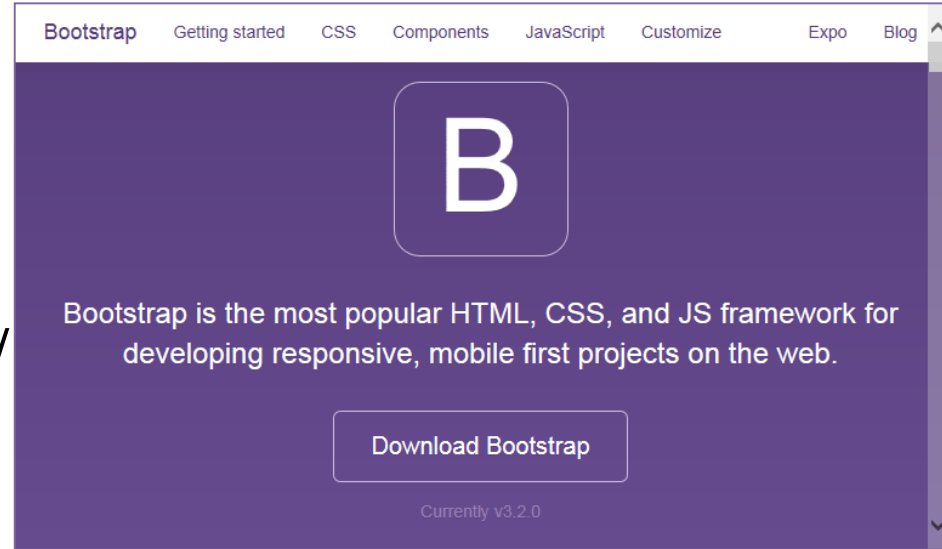 Bootstrap Getting started CSS Components JavaScript Customize Expo Blog
B
Bootstrap is the most popular HTML, CSS, and JS framework for
developing responsive, mobile first projects on the web.
Download Bootstrap
Currently v3.2.0